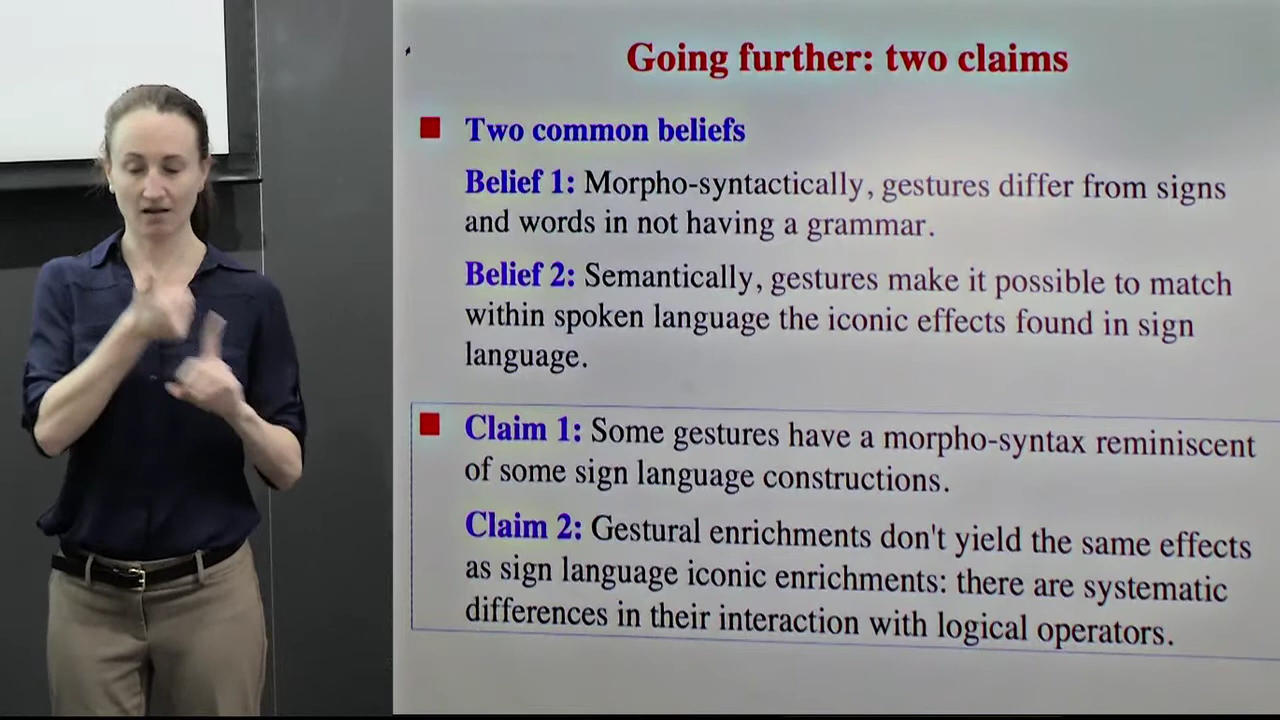 Going further: two claims
Two common beliefs
Belief 1: Morpho-syntactically, gestures differ from signs
and words in not having a grammar.
Belief 2: Semantically, gestures make it possible to match
within spoken language the iconic effects found in sign
language.
Claim 1: Some gestures have a morpho-syntax reminiscent
of some sign language constructions.
Claim 2: Gestural enrichments don't yield the same effects
as sign language iconic enrichments: there are systematic
differences in their interaction with logical operators.